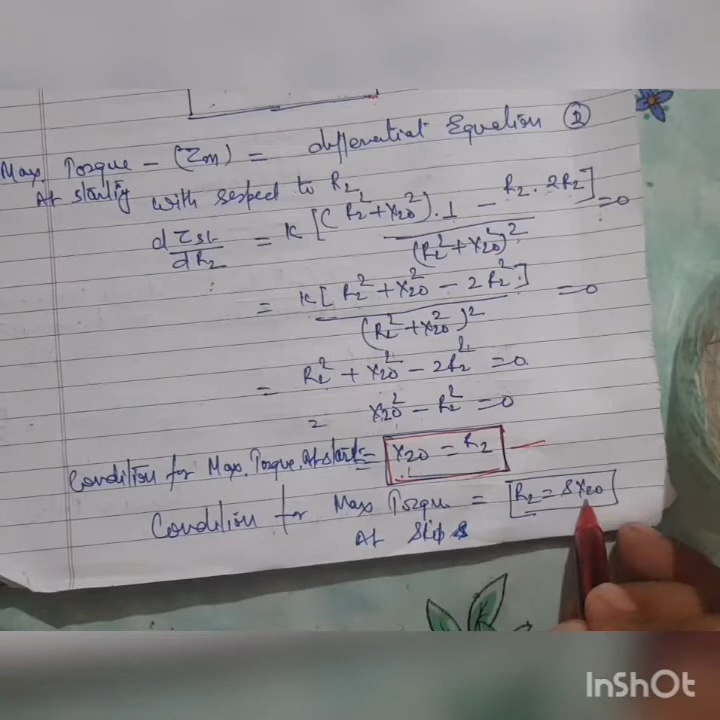 Max. Torque - (τm) = differential Equation ①
At starting with respect to R2
dτst/dR2 = K[(R2²+X20²).1 - R2.2R2]/(R2²+X20²)² =0
= K[R2²+X20²-2R2²]/(R2²+X20²)² =0
= R2²+X20²-2R2² =0
= X20²-R2² =0
Condition for Max. Torque. At start = X20 = R2
Condition for Max Torque = R2 = SX20
At Slip S
InShOt